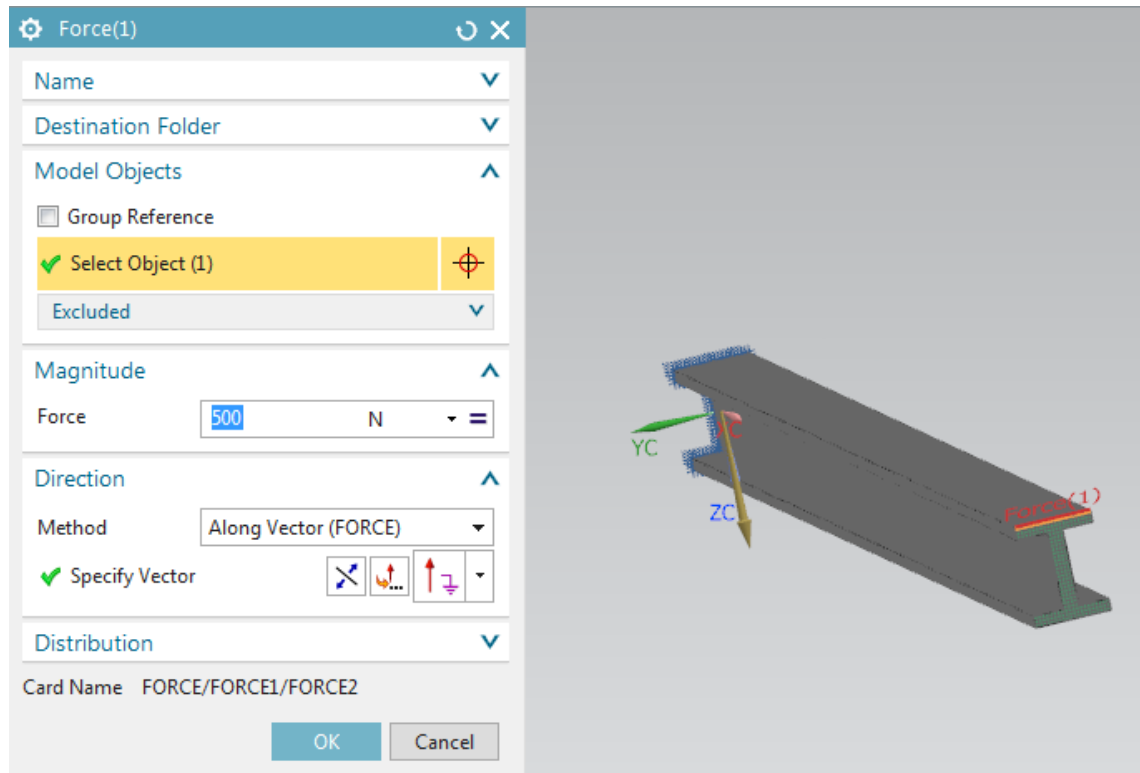 Force(1)
Name
Destination Folder
Model Objects
Group Reference
Select Object (1)
Excluded
Magnitude
Force 500 N
Direction
Method Along Vector (FORCE)
Specify Vector
Distribution
Card Name FORCE/FORCE1/FORCE2
OK Cancel
YC
ZC
Force(1)